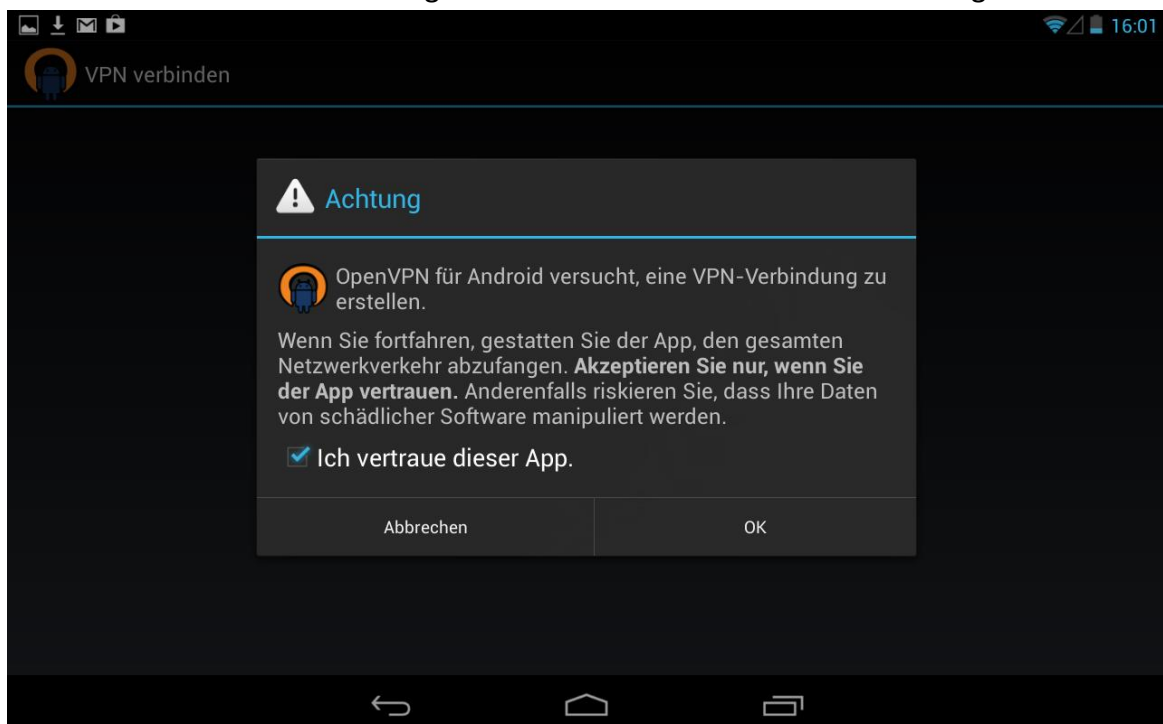 16:01
VPN verbinden
Achtung
OpenVPN für Android versucht, eine VPN-Verbindung zu
erstellen.
Wenn Sie fortfahren, gestatten Sie der App, den gesamten
Netzwerkverkehr abzufangen. Akzeptieren Sie nur, wenn Sie
der App vertrauen. Anderenfalls riskieren Sie, dass Ihre Daten
von schädlicher Software manipuliert werden.
Ich vertraue dieser App.
Abbrechen OK